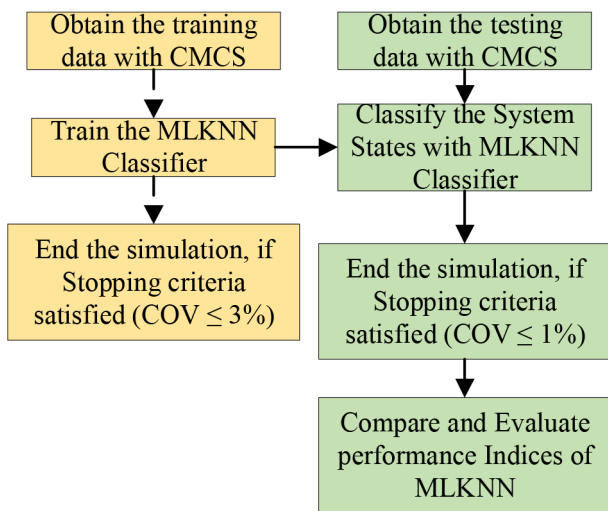 Obtain the training
data with CMCS
Train the MLKNN
Classifier
End the simulation, if
Stopping criteria
satisfied (COV ≤ 3%)
Obtain the testing
data with CMCS
Classify the System
States with MLKNN
Classifier
End the simulation, if
Stopping criteria
satisfied (COV ≤ 1%)
Compare and Evaluate
performance Indices of
MLKNN